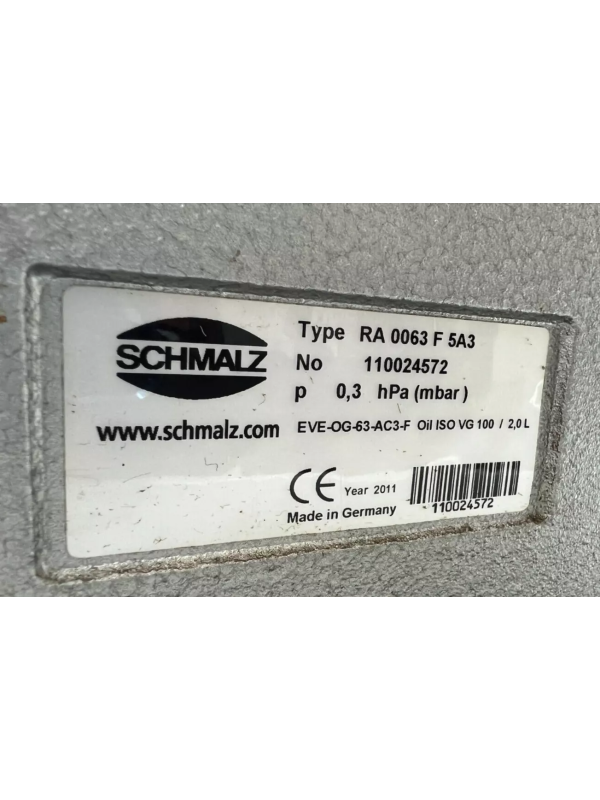 SCHMALZ
www.schmalz.com
Type RA 0063 F 5A3
No 110024572
p 0,3 hPa (mbar)
EVE-OG-63-AC3-F Oil ISO VG 100 / 2,0 L
CE Year 2011
Made in Germany
110024572